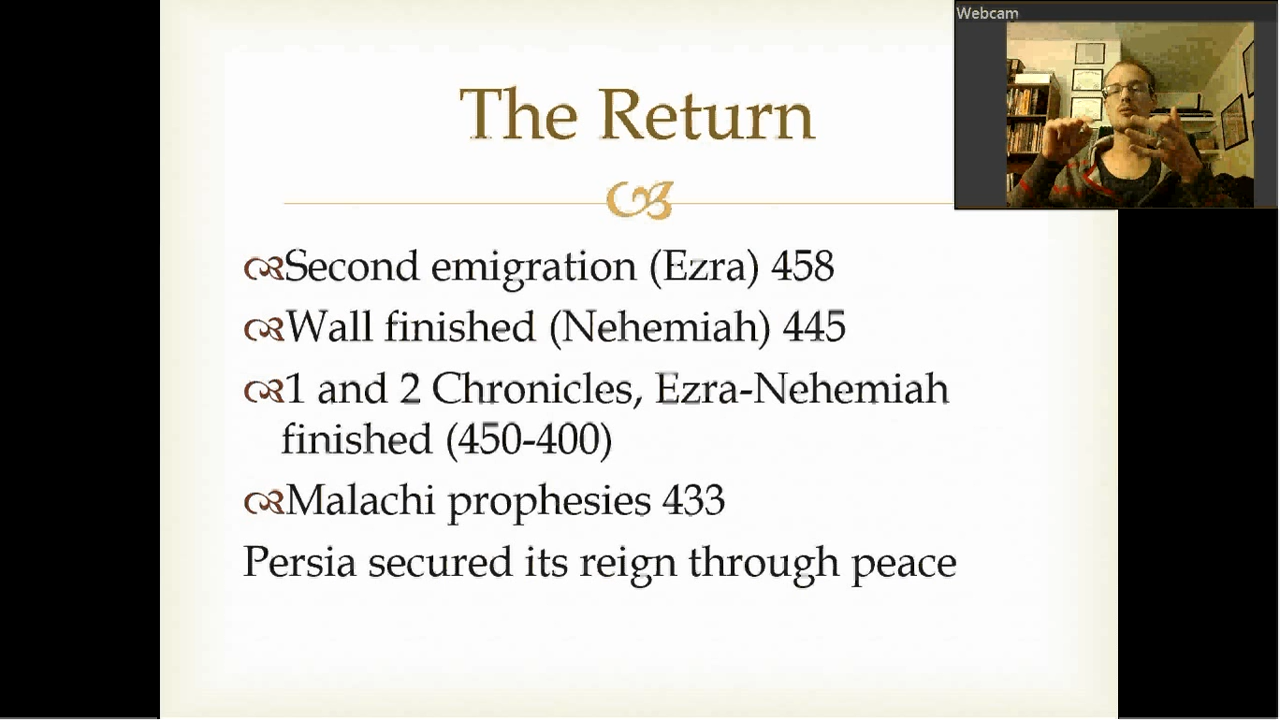 Webcam
The Return
Second emigration (Ezra) 458
Wall finished (Nehemiah) 445
1 and 2 Chronicles, Ezra-Nehemiah
finished (450-400)
Malachi prophesies 433
Persia secured its reign through peace